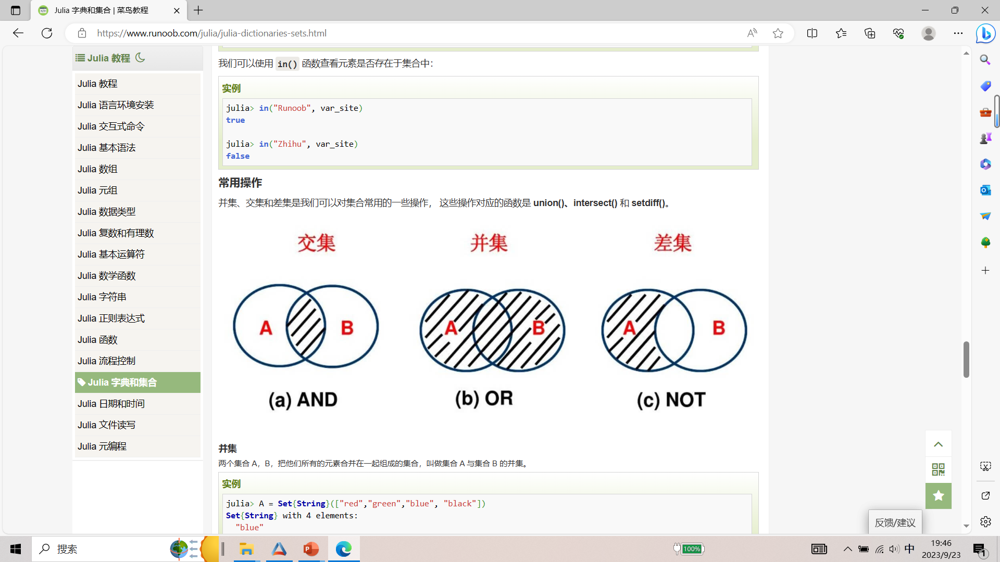 Julia 字典和集合 | 菜鸟教程
https://www.runoob.com/julia/julia-dictionaries-sets.html
Julia 教程
Julia 教程
Julia 语言环境安装
Julia 交互式命令
Julia 基本语法
Julia 数组
Julia 元组
Julia 数据类型
Julia 复数和有理数
Julia 基本运算符
Julia 数学函数
Julia 字符串
Julia 正则表达式
Julia 函数
Julia 流程控制
Julia 字典和集合
Julia 日期和时间
Julia 文件读写
Julia 元编程
我们可以使用 in() 函数查看元素是否存在于集合中：
实例
julia> in("Runoob", var_site)
true
julia> in("Zhihu", var_site)
false
常用操作
并集、交集和差集是我们可以对集合常用的一些操作， 这些操作对应的函数是 union()、intersect() 和 setdiff()。
交集 并集 差集
A B A B A B
(a) AND (b) OR (c) NOT
并集
两个集合 A，B，把他们所有的元素合并在一起组成的集合，叫做集合 A 与集合 B 的并集。
实例
julia> A = Set{String}(["red","green","blue", "black"])
Set{String} with 4 elements:
"blue"
反馈/建议
搜索
100%
中
19:46
2023/9/23
1